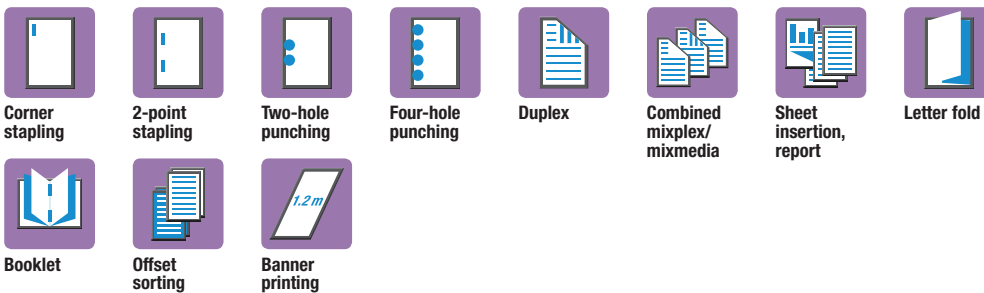 Corner
stapling
2-point
stapling
Two-hole
punching
Four-hole
punching
Duplex
Combined
mixplex/
mixmedia
Sheet
insertion,
report
Letter fold
1.2 m
Booklet
Offset
sorting
Banner
printing